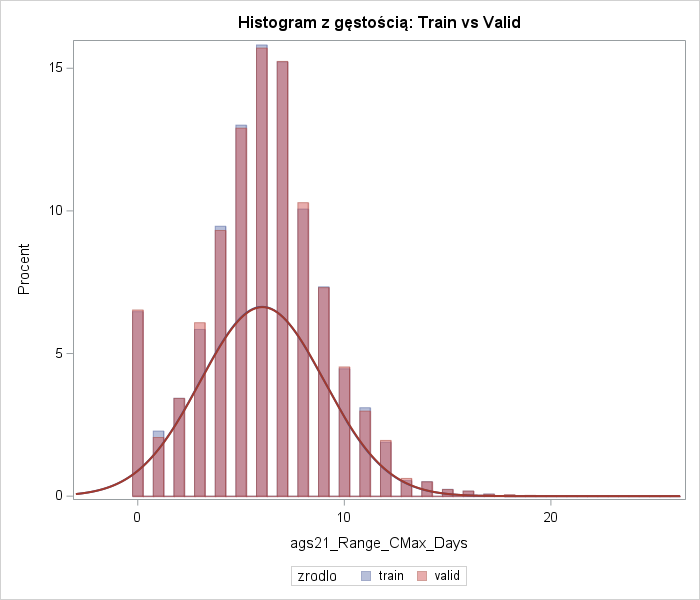 Histogram z gęstością: Train vs Valid
15
10
5
0
Procent
0 10 20
ags21_Range_CMax_Days
zrodlo train valid